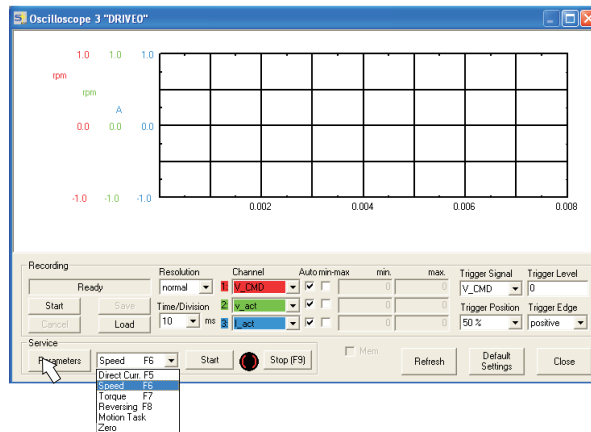 Oscilloscope 3 "DRIVE0"
1.0 1.0 1.0
rpm
rpm
A
0.0 0.0 0.0
-1.0 -1.0 -1.0
0.002 0.004 0.006 0.008
Recording
Resolution Channel Auto min-max min. max. Trigger Signal Trigger Level
Ready normal 1: V_CMD 0 0 V_CMD 0
Start Save Time/Division 2: v_act 0 0 Trigger Position Trigger Edge
Cancel Load 10 ms 3: I_act 0 0 50 % positive
Service
Parameters Speed F6 Start Stop (F9) Mem Refresh Default Settings Close
Direct Curr. F5
Speed F6
Torque F7
Reversing F8
Motion Task
Zero